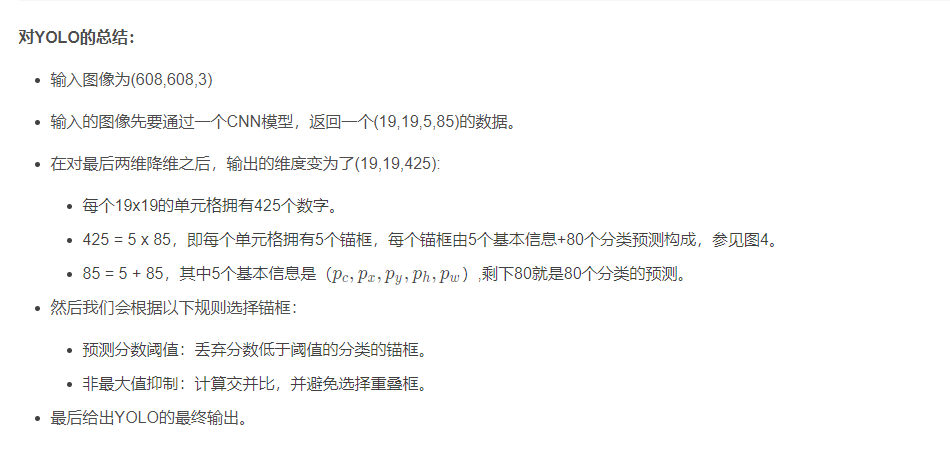 对YOLO的总结：
输入图像为(608,608,3)
输入的图像先要通过一个CNN模型，返回一个(19,19,5,85)的数据。
在对最后两维降维之后，输出的维度变为了(19,19,425):
每个19x19的单元格拥有425个数字。
425 = 5 x 85，即每个单元格拥有5个锚框，每个锚框由5个基本信息+80个分类预测构成，参见图4。
85 = 5 + 85，其中5个基本信息是（p_c, p_x, p_y, p_h, p_w）,剩下80就是80个分类的预测。
然后我们会根据以下规则选择锚框：
预测分数阈值：丢弃分数低于阈值的分类的锚框。
非最大值抑制：计算交并比，并避免选择重叠框。
最后给出YOLO的最终输出。